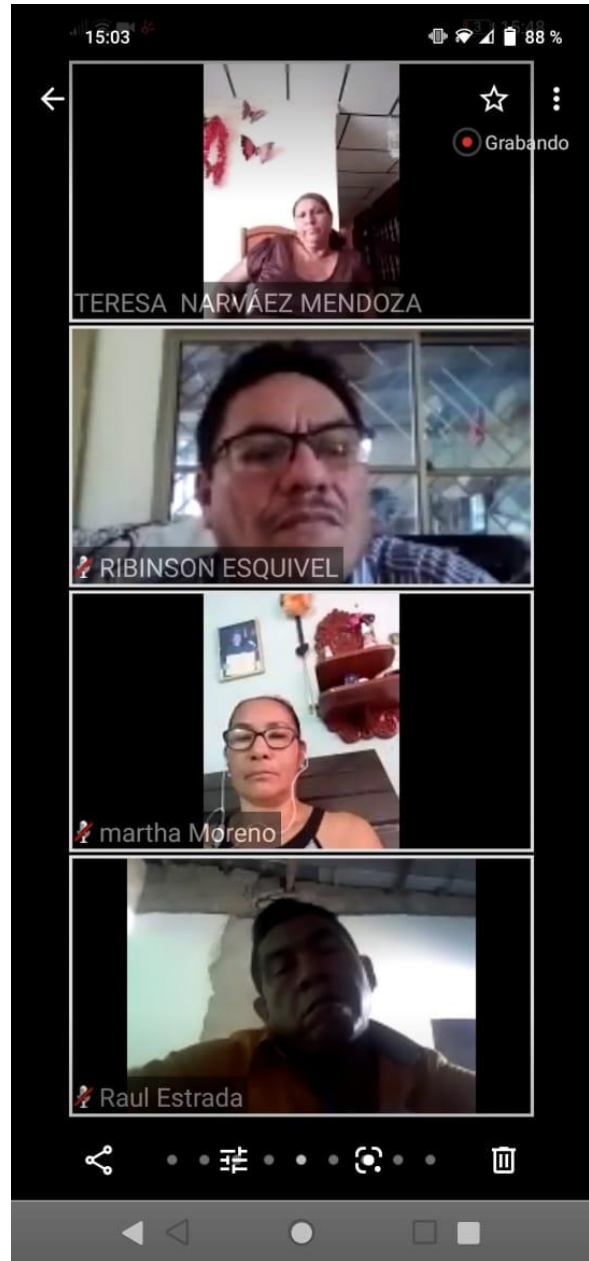 15:03
88 %
Grabando
TERESA NARVÁEZ MENDOZA
RIBINSON ESQUIVEL
martha Moreno
Raul Estrada